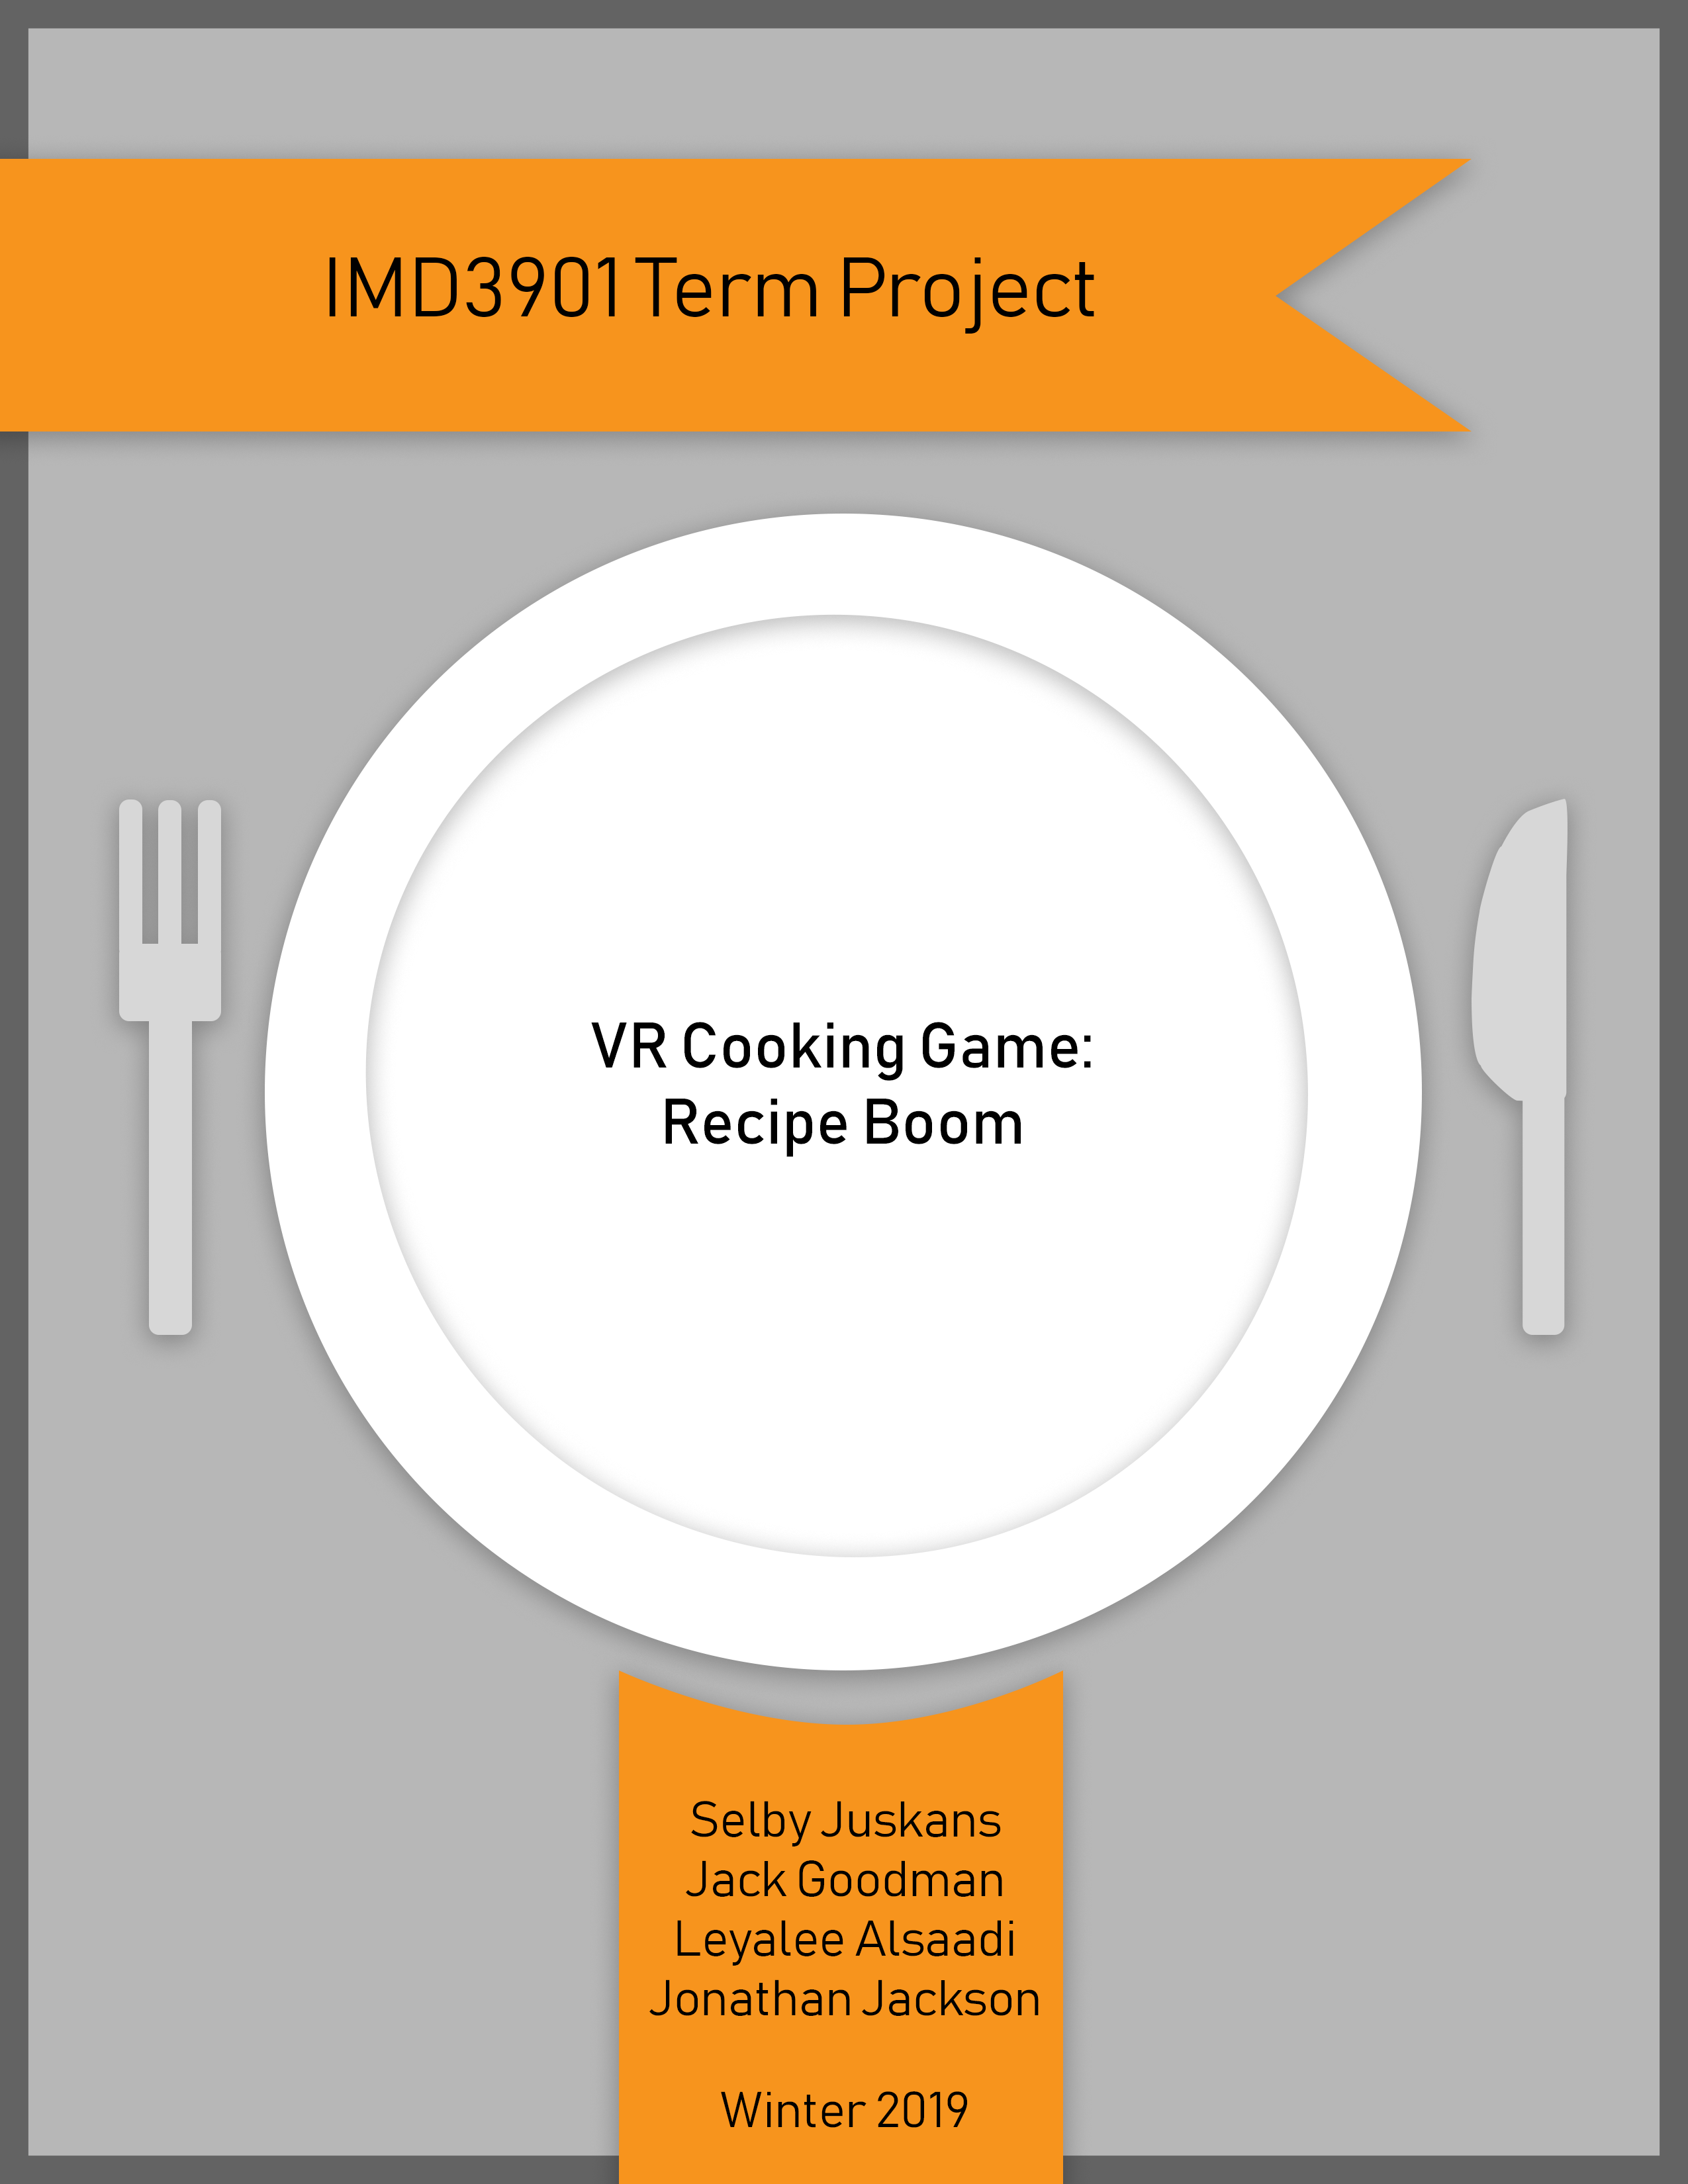 IMD3901 Term Project
VR Cooking Game:
Recipe Boom
Selby Juskans
Jack Goodman
Leyalee Alsaadi
Jonathan Jackson
Winter 2019